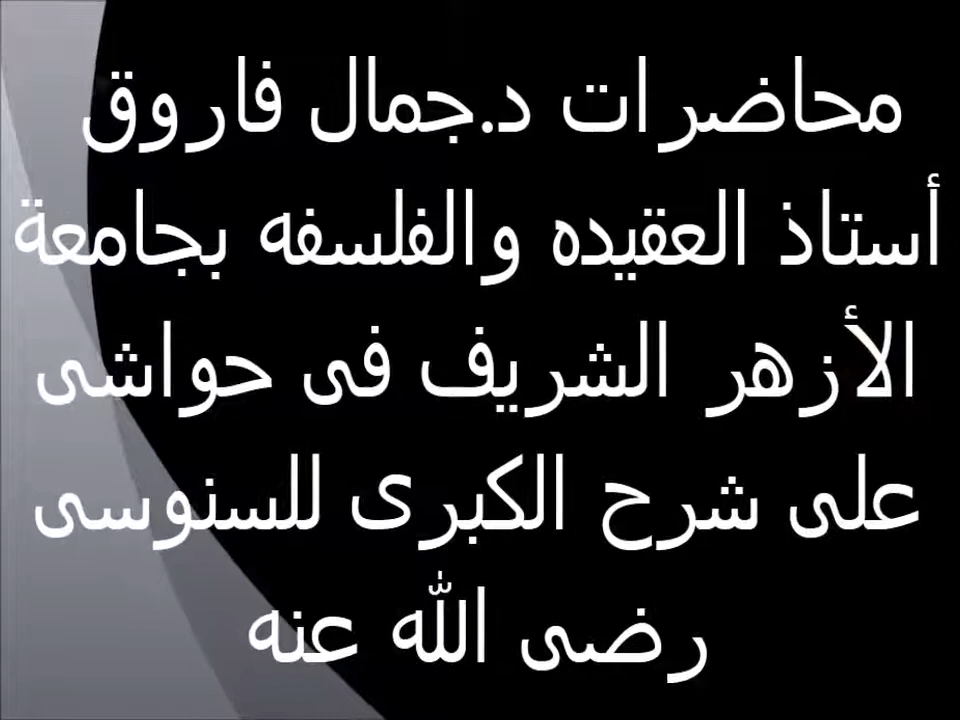 محاضرات د.جمال فاروق
أستاذ العقيده والفلسفه بجامعة
الأزهر الشريف فى حواشى
على شرح الكبرى للسنوسى
رضى الله عنه